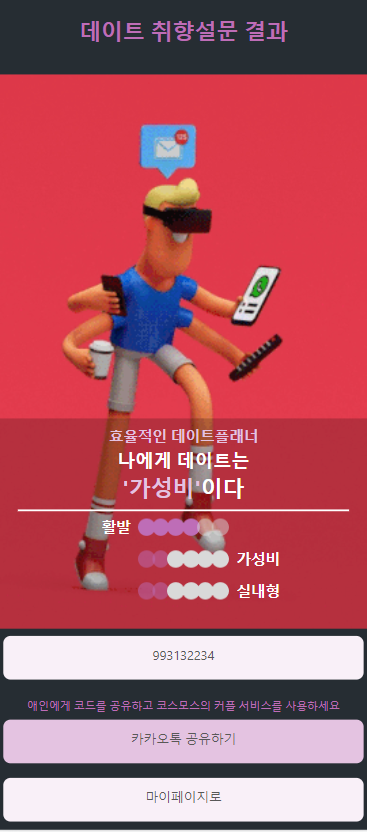 데이트 취향설문 결과
125
효율적인 데이트플래너
나에게 데이트는
'가성비'이다
활발
가성비
실내형
993132234
애인에게 코드를 공유하고 코스모스의 커플 서비스를 사용하세요
카카오톡 공유하기
마이페이지로